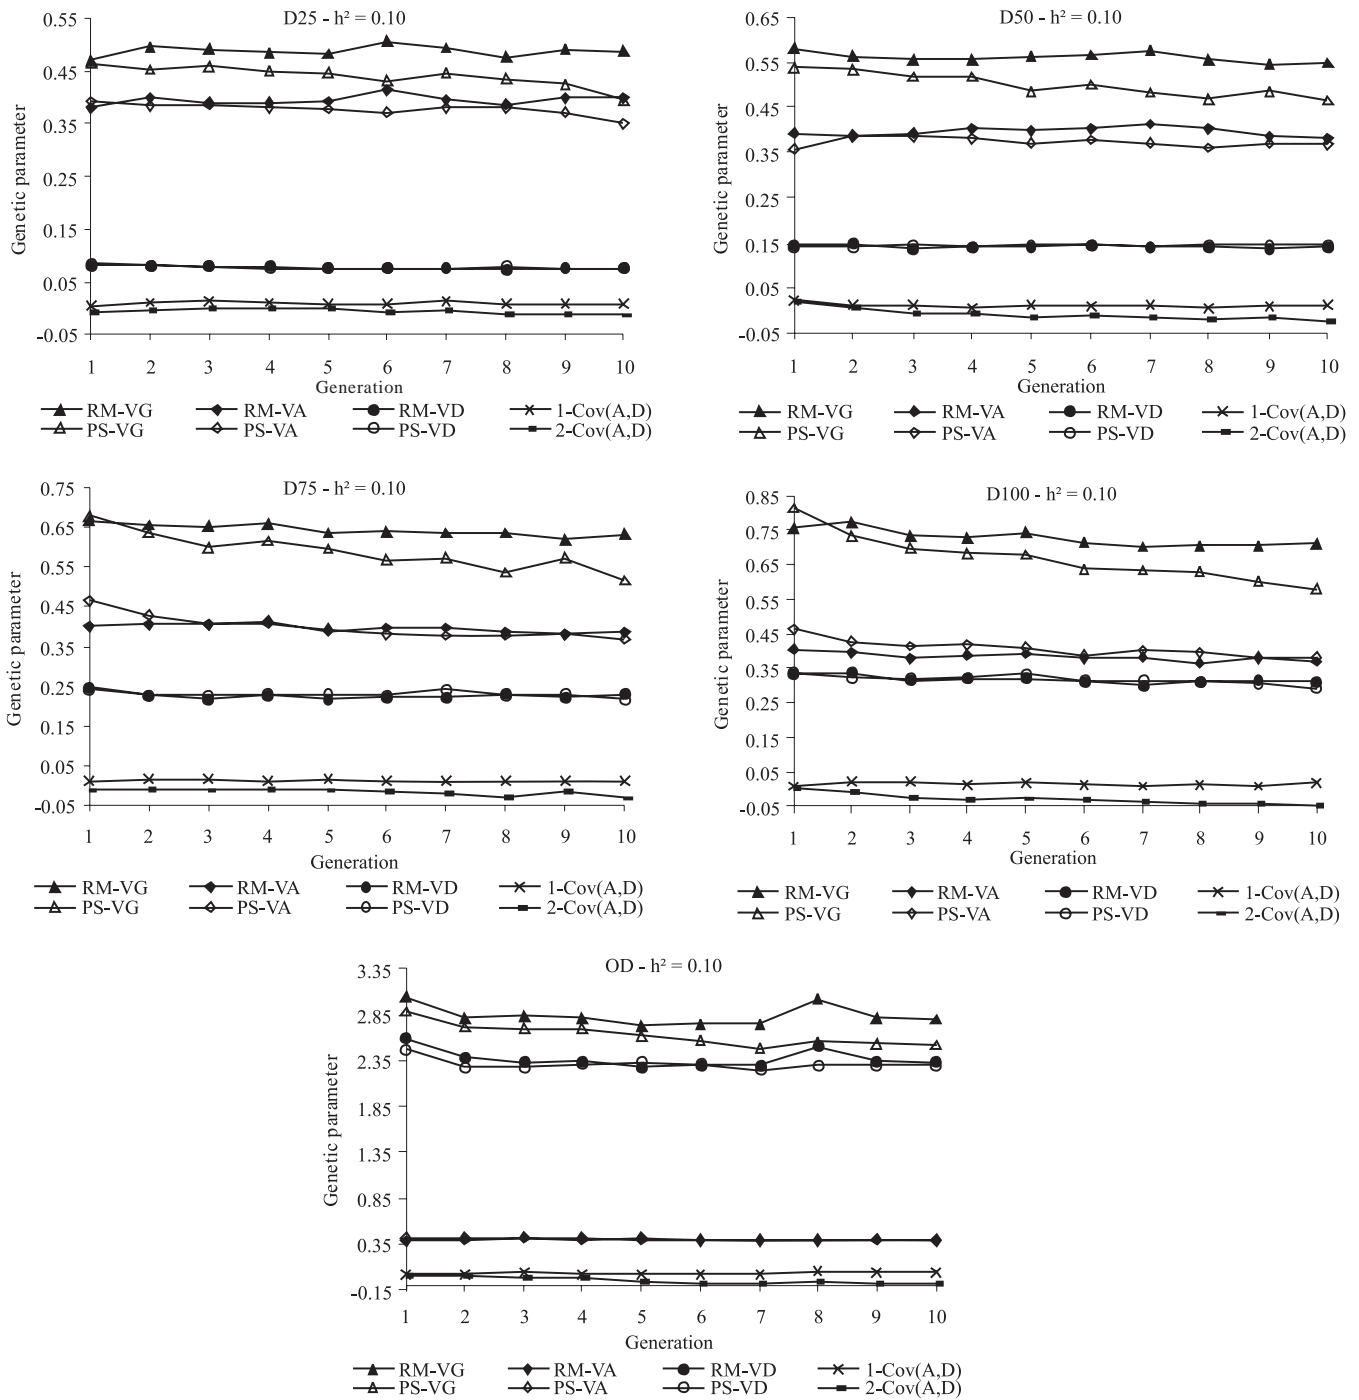 D25 - h² = 0.10
0.55
0.45
0.35
0.25
0.15
0.05
-0.05
Genetic parameter
1 2 3 4 5 6 7 8 9 10
Generation
RM-VG RM-VA RM-VD 1-Cov(A,D)
PS-VG PS-VA PS-VD 2-Cov(A,D)
D50 - h² = 0.10
0.65
0.55
0.45
0.35
0.25
0.15
0.05
-0.05
Genetic parameter
1 2 3 4 5 6 7 8 9 10
Generation
RM-VG RM-VA RM-VD 1-Cov(A,D)
PS-VG PS-VA PS-VD 2-Cov(A,D)
D75 - h² = 0.10
0.75
0.65
0.55
0.45
0.35
0.25
0.15
0.05
-0.05
Genetic parameter
1 2 3 4 5 6 7 8 9 10
Generation
RM-VG RM-VA RM-VD 1-Cov(A,D)
PS-VG PS-VA PS-VD 2-Cov(A,D)
D100 - h² = 0.10
0.85
0.75
0.65
0.55
0.45
0.35
0.25
0.15
0.05
-0.05
Genetic parameter
1 2 3 4 5 6 7 8 9 10
Generation
RM-VG RM-VA RM-VD 1-Cov(A,D)
PS-VG PS-VA PS-VD 2-Cov(A,D)
OD - h² = 0.10
3.35
2.85
2.35
1.85
1.35
0.85
0.35
-0.15
Genetic parameter
1 2 3 4 5 6 7 8 9 10
Generation
RM-VG RM-VA RM-VD 1-Cov(A,D)
PS-VG PS-VA PS-VD 2-Cov(A,D)